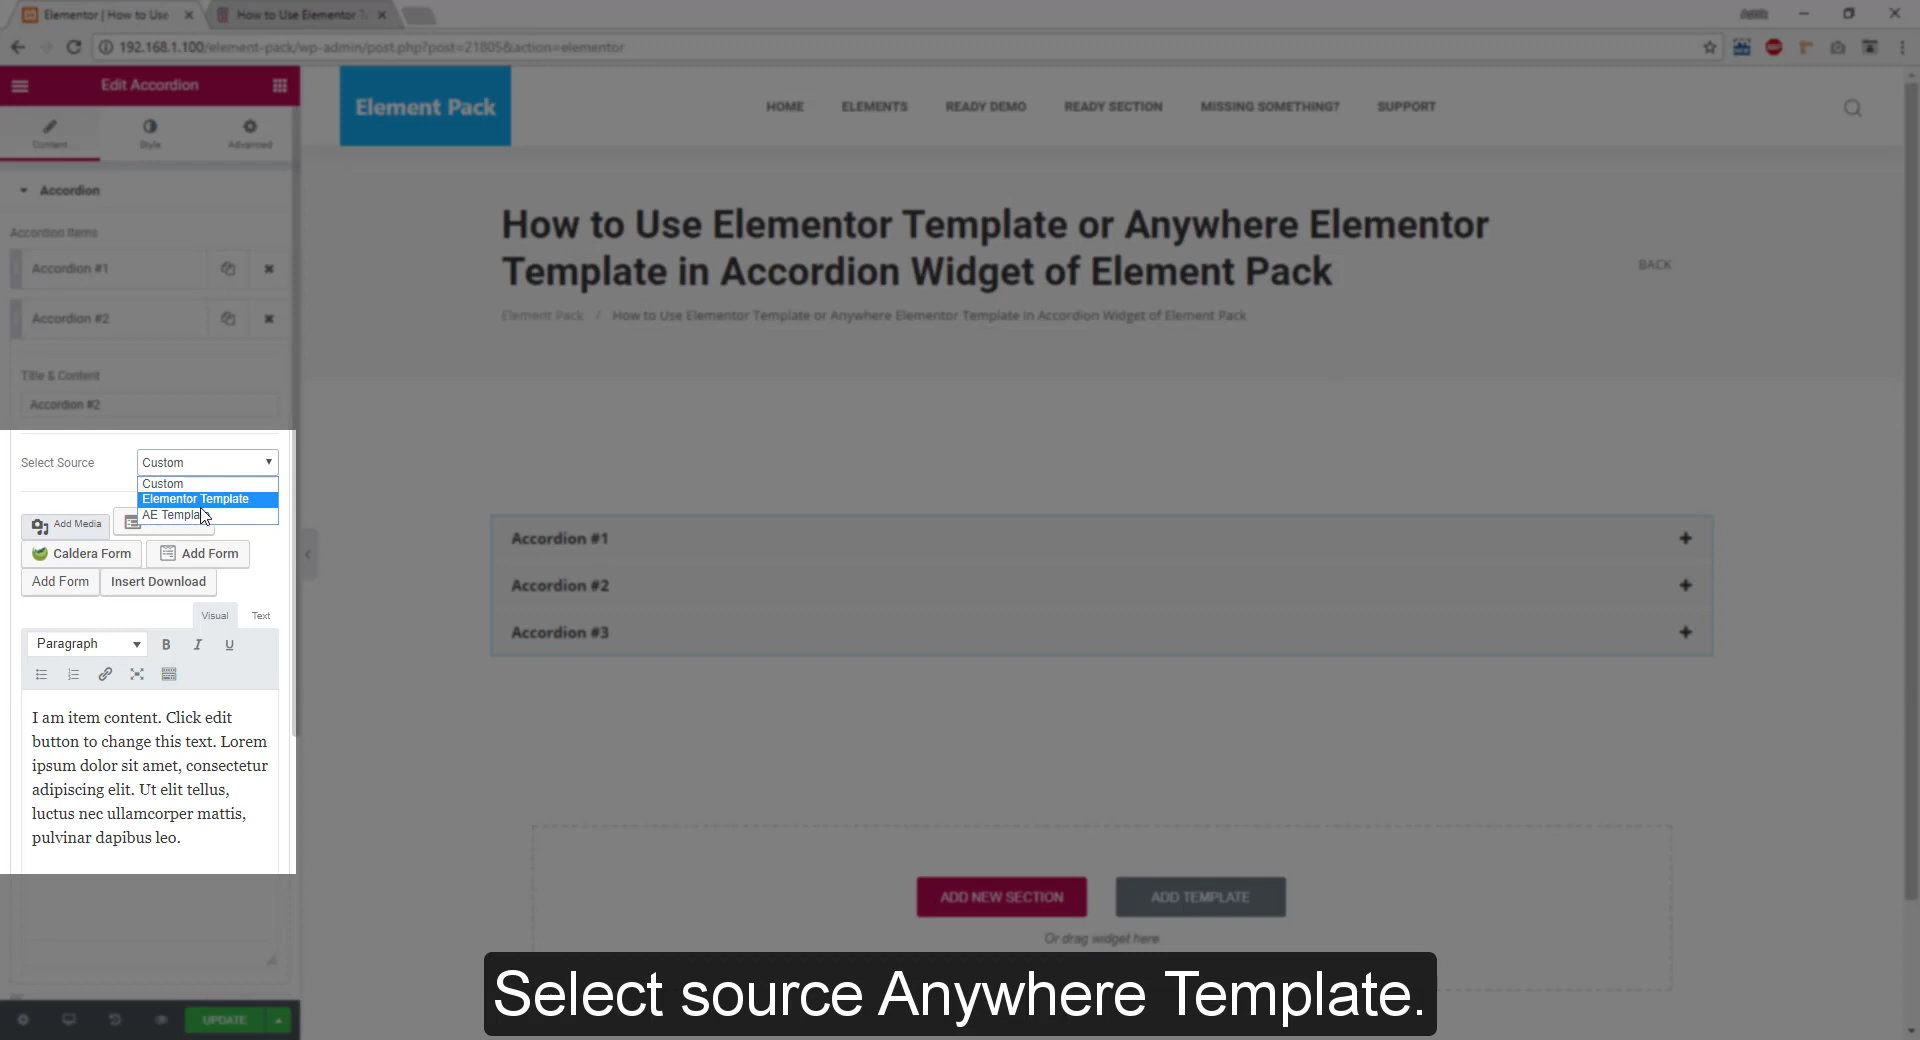 Elementor | How to Use
How to Use Elementor T
192.168.1.100/element-pack/wp-admin/post.php?post=21805&action=elementor
Edit Accordion
Content
Style
Advanced
Accordion
Accordion Items
Accordion #1
Accordion #2
Title & Content
Accordion #2
Select Source
Custom
Custom
Elementor Template
AE Templa
Add Media
Caldera Form
Add Form
Add Form
Insert Download
Visual
Text
Paragraph
B I U
I am item content. Click edit
button to change this text. Lorem
ipsum dolor sit amet, consectetur
adipiscing elit. Ut elit tellus,
luctus nec ullamcorper mattis,
pulvinar dapibus leo.
UPDATE
Element Pack
HOME
ELEMENTS
READY DEMO
READY SECTION
MISSING SOMETHING?
SUPPORT
How to Use Elementor Template or Anywhere Elementor
Template in Accordion Widget of Element Pack
BACK
Element Pack / How to Use Elementor Template or Anywhere Elementor Template in Accordion Widget of Element Pack
Accordion #1
Accordion #2
Accordion #3
ADD NEW SECTION
ADD TEMPLATE
Or drag widget here
Select source Anywhere Template.